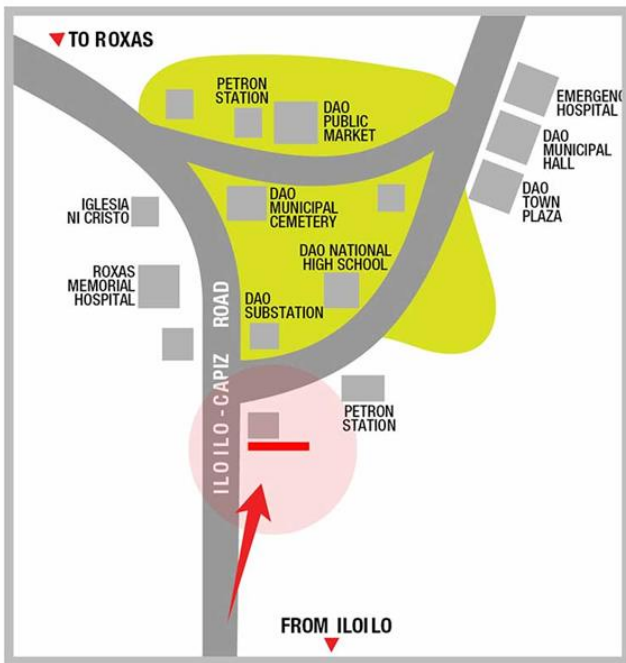 TO ROXAS
PETRON
STATION
DAO
PUBLIC
MARKET
EMERGENC
HOSPITAL
DAO
MUNICIPAL
HALL
DAO
TOWN
PLAZA
IGLESIA
NI CRISTO
DAO
MUNICIPAL
CEMETERY
DAO NATIONAL
HIGH SCHOOL
ROXAS
MEMORIAL
HOSPITAL
DAO
SUBSTATION
ILOILO - CAPIZ ROAD
PETRON
STATION
FROM ILOILO